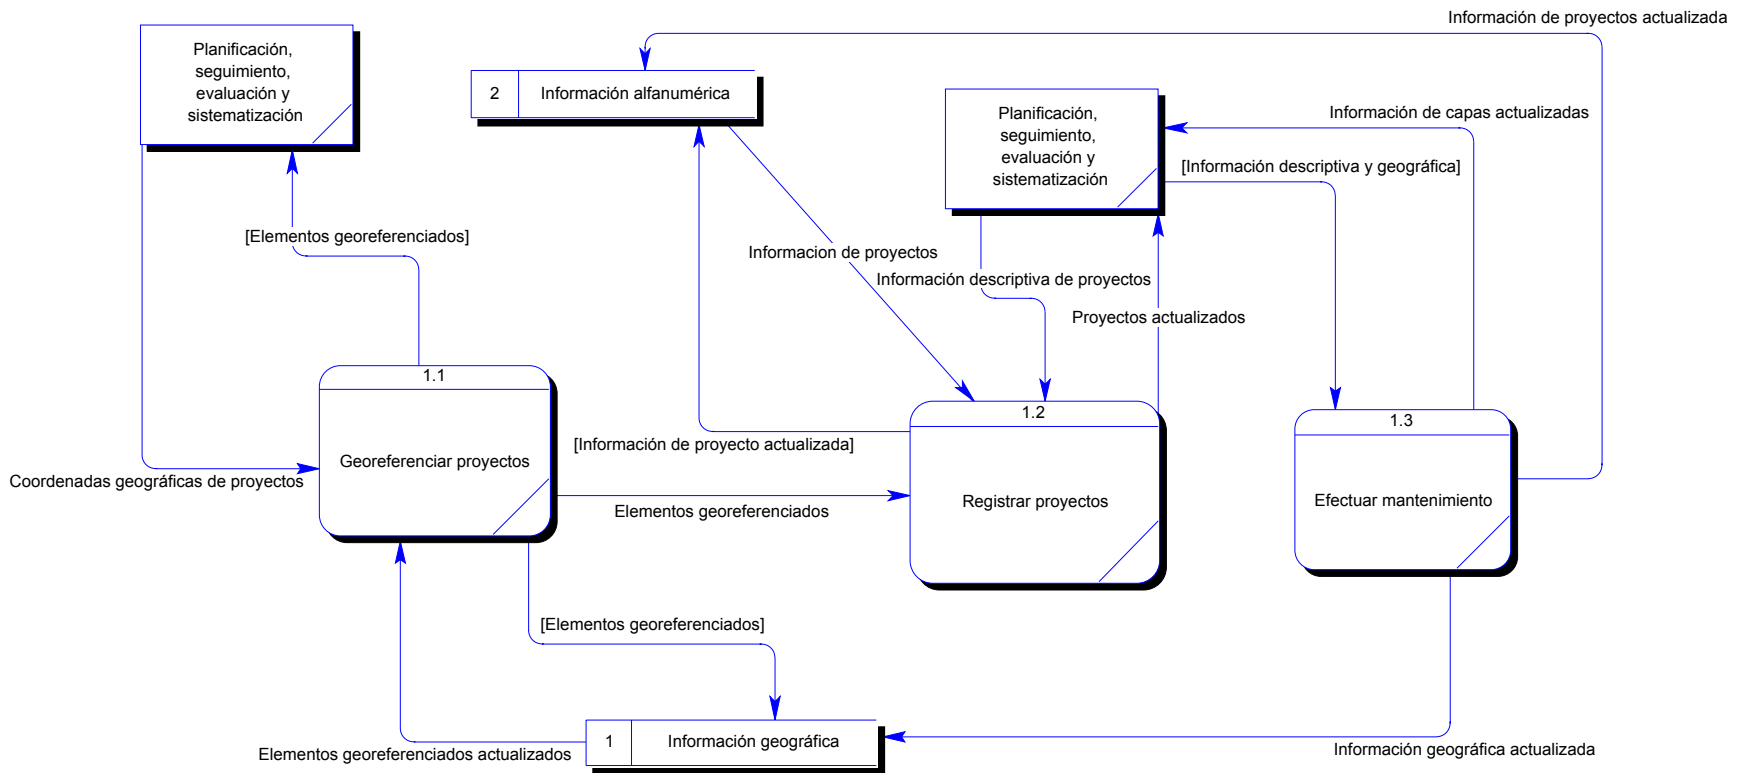 Información de proyectos actualizada
Planificación,
seguimiento,
evaluación y
sistematización
2
Información alfanumérica
Planificación,
seguimiento,
evaluación y
sistematización
Información de capas actualizadas
[Información descriptiva y geográfica]
[Elementos georeferenciados]
Informacion de proyectos
Información descriptiva de proyectos
Proyectos actualizados
1.1
Georeferenciar proyectos
1.2
Registrar proyectos
1.3
Efectuar mantenimiento
[Información de proyecto actualizada]
Coordenadas geográficas de proyectos
Elementos georeferenciados
[Elementos georeferenciados]
1
Información geográfica
Elementos georeferenciados actualizados
Información geográfica actualizada